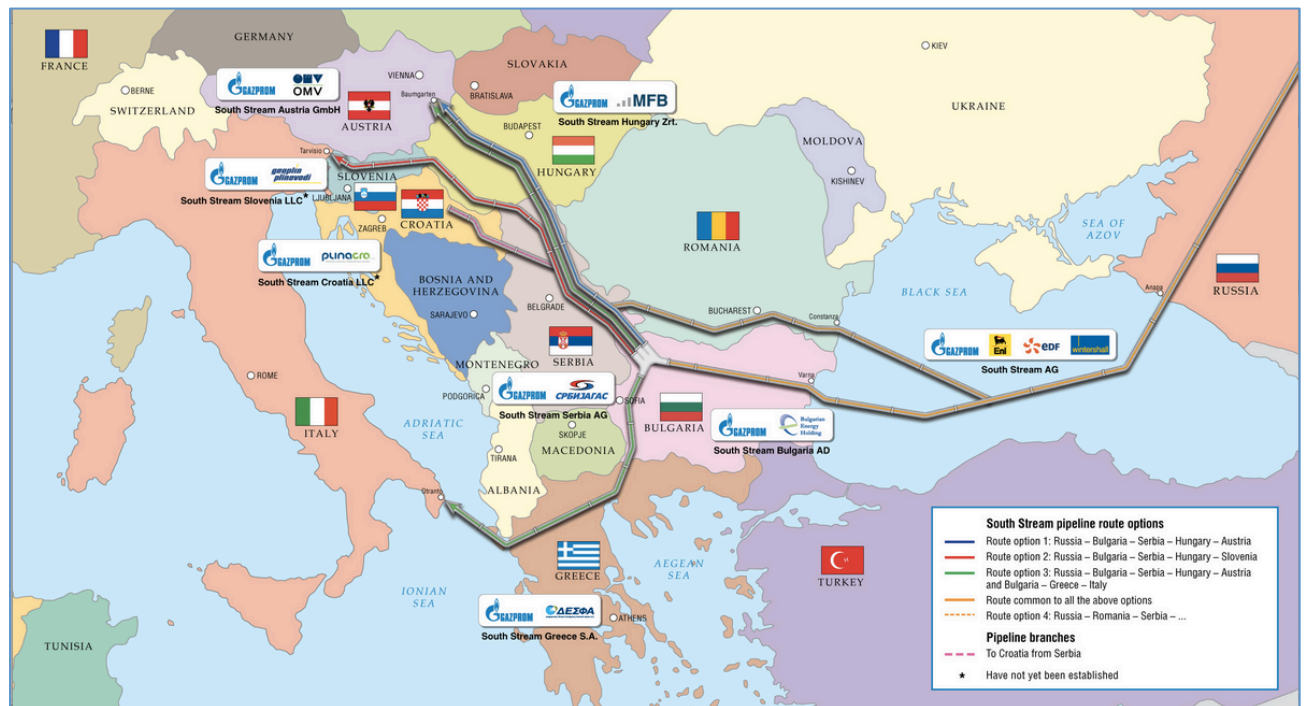 FRANCE
GERMANY
BERNE
SWITZERLAND
GAZPROM
OMV
South Stream Austria GmbH
VIENNA
Baumgarten
AUSTRIA
SLOVAKIA
BRATISLAVA
GAZPROM
MFB
South Stream Hungary Zrt.
BUDAPEST
HUNGARY
KIEV
UKRAINE
MOLDOVA
KISHINEV
Tarvisio
GAZPROM
geoplin
plinovodi
South Stream Slovenia LLC*
SLOVENIA
LJUBLJANA
CROATIA
ZAGREB
GAZPROM
PLINACRO
South Stream Croatia LLC*
BOSNIA AND
HERZEGOVINA
SARAJEVO
ROMANIA
BUCHAREST
Constanza
SEA OF
AZOV
BLACK SEA
Anapa
RUSSIA
BELGRADE
SERBIA
MONTENEGRO
PODGORICA
GAZPROM
СРБИЈАГАС
South Stream Serbia AG
GAZPROM
Eni
eDF
wintershall
South Stream AG
Varna
SOFIA
BULGARIA
GAZPROM
Bulgarian
Energy
Holding
South Stream Bulgaria AD
ROME
ITALY
ADRIATIC
SEA
SKOPJE
MACEDONIA
TIRANA
ALBANIA
Otranto
GREECE
AEGEAN
SEA
IONIAN
SEA
ATHENS
GAZPROM
ΔΕΣΦΑ
South Stream Greece S.A.
TURKEY
TUNISIA
South Stream pipeline route options
Route option 1: Russia – Bulgaria – Serbia – Hungary – Austria
Route option 2: Russia – Bulgaria – Serbia – Hungary – Slovenia
Route option 3: Russia – Bulgaria – Serbia – Hungary – Austria
and Bulgaria – Greece – Italy
Route common to all the above options
Route option 4: Russia – Romania – Serbia – ...
Pipeline branches
To Croatia from Serbia
* Have not yet been established